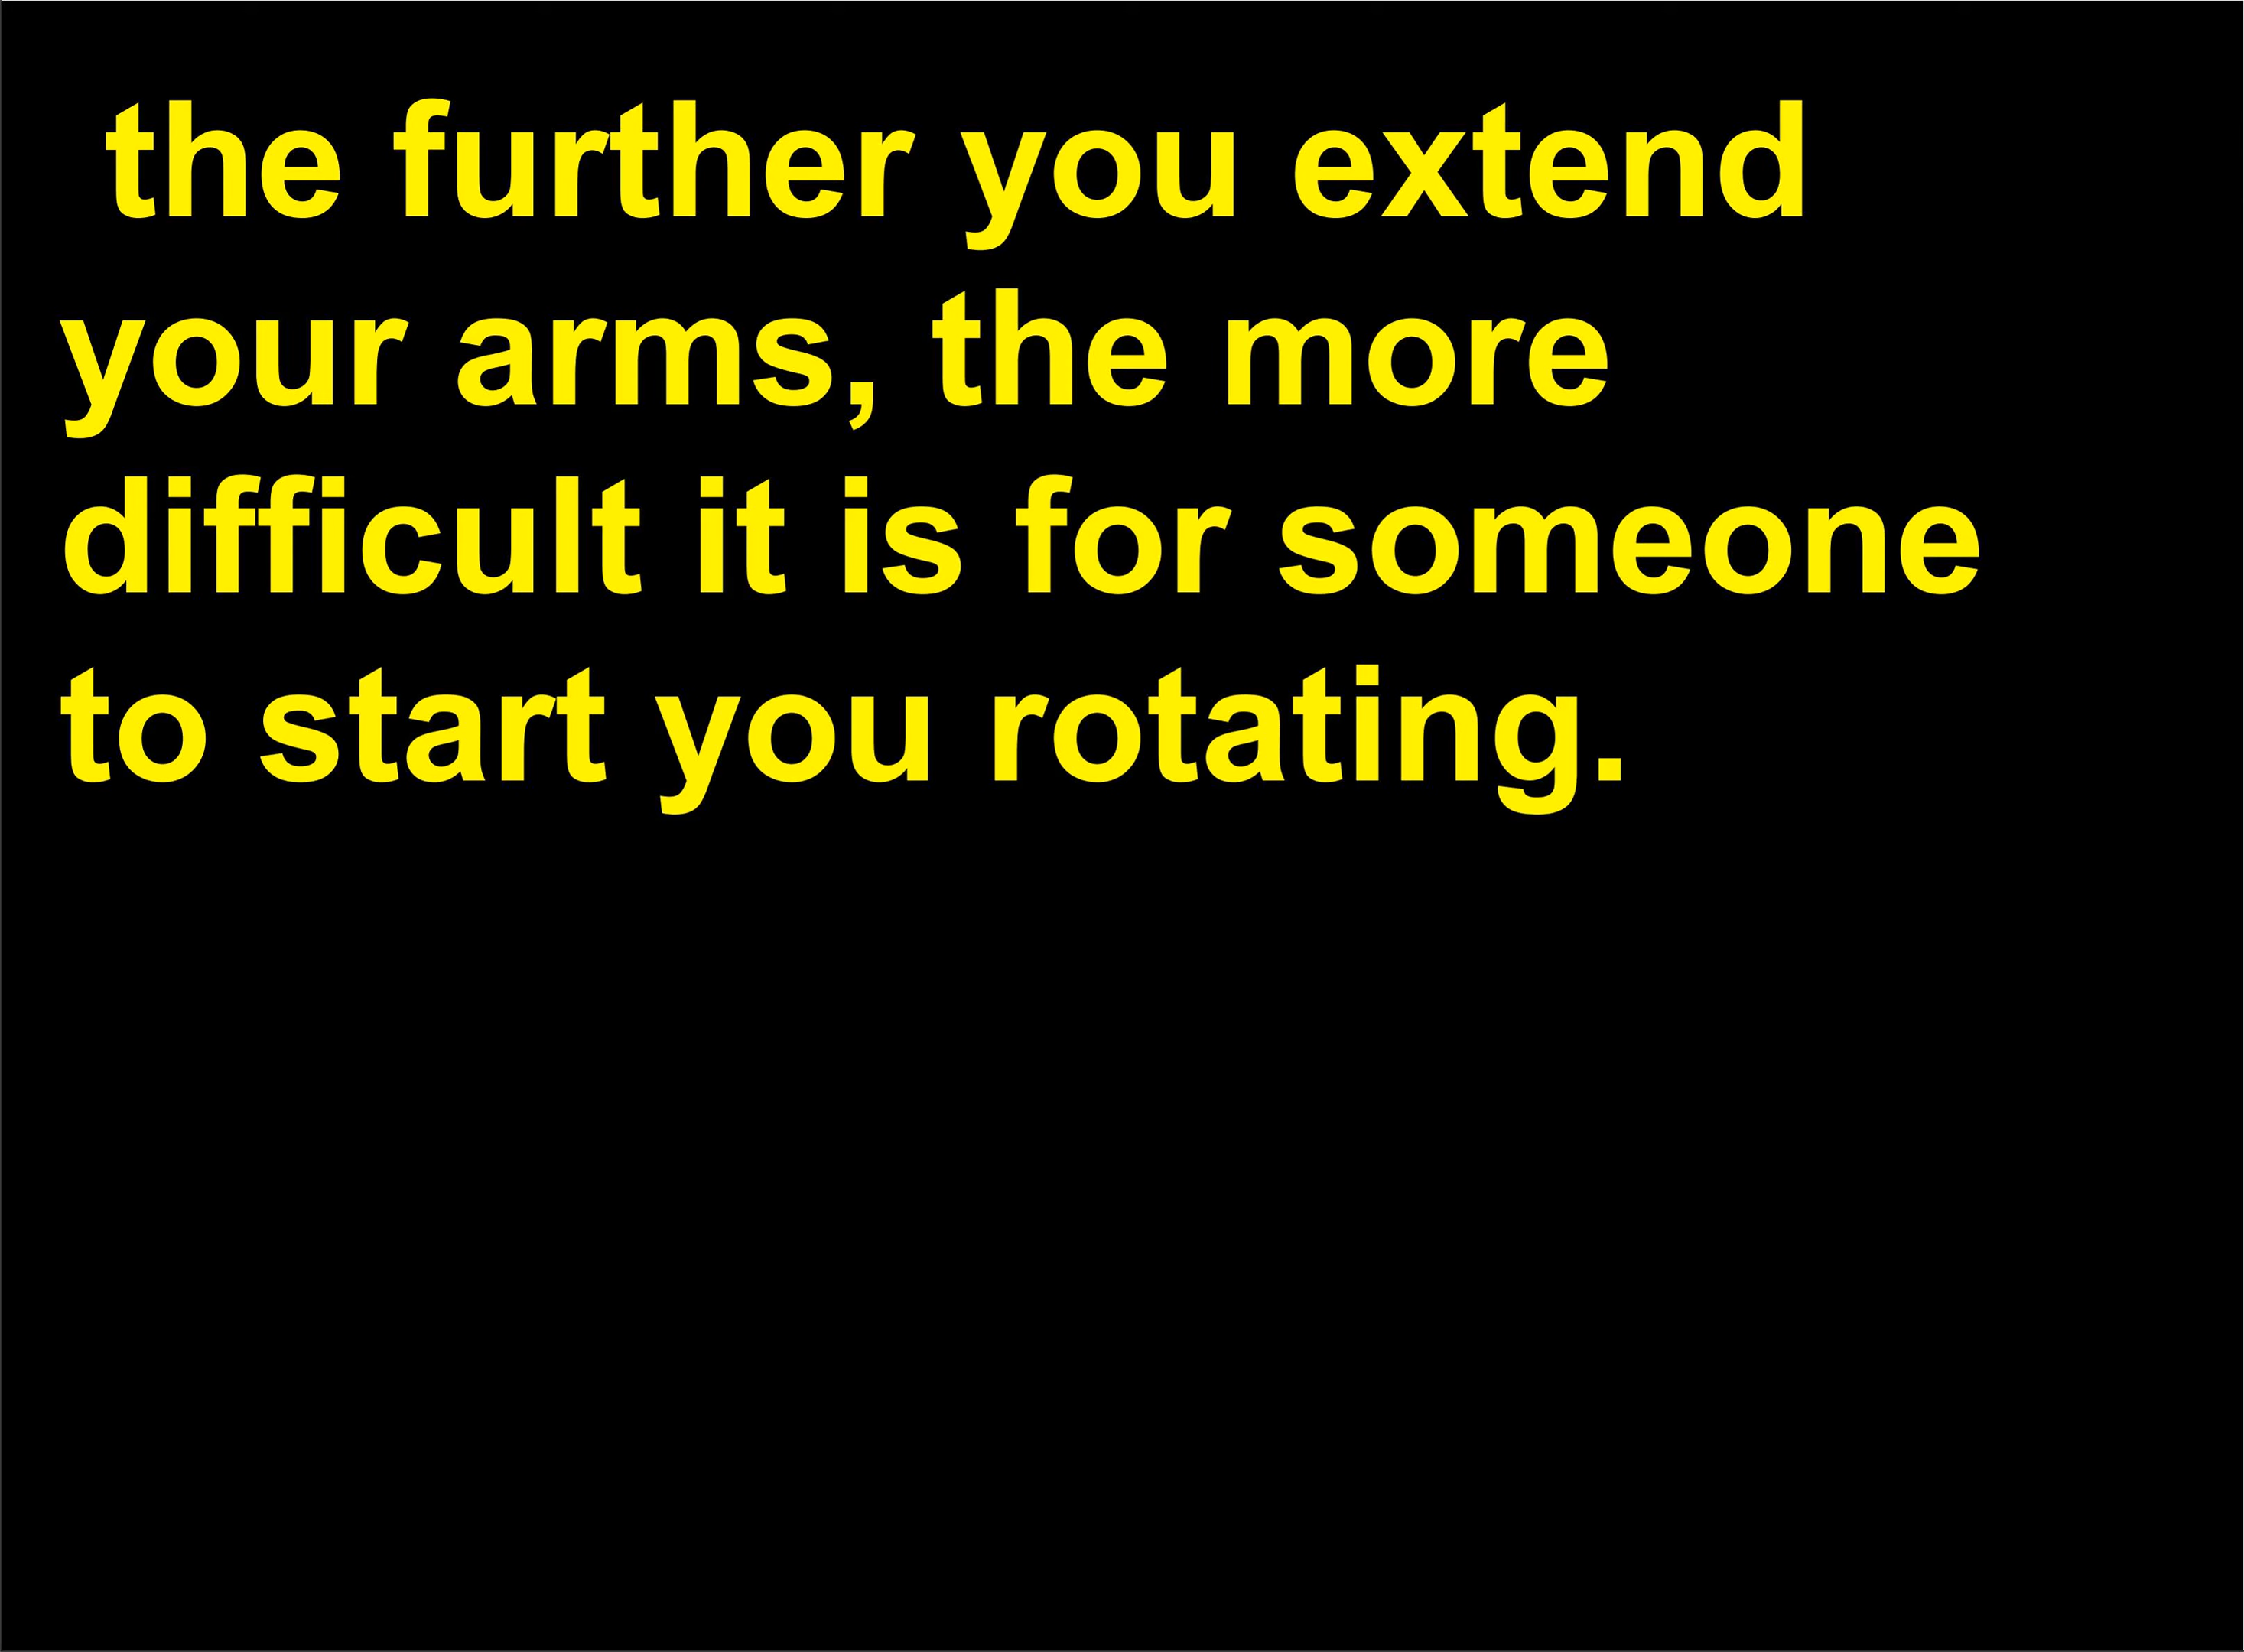 the further you extend
your arms, the more
difficult it is for someone
to start you rotating.